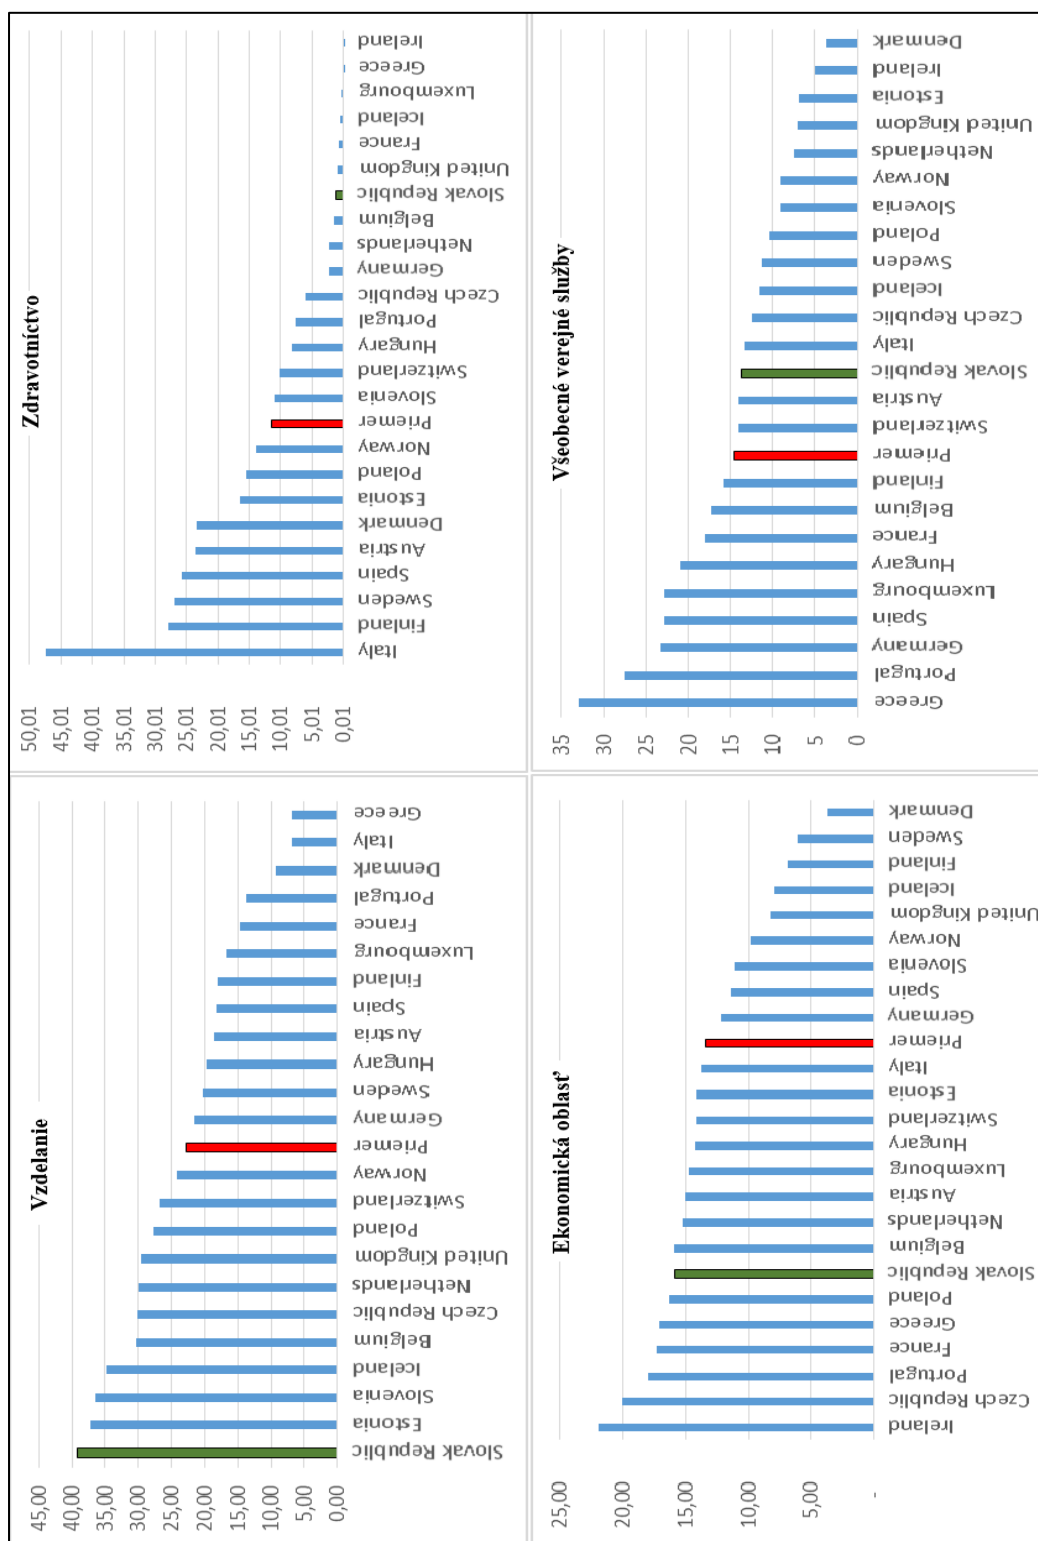 Vzdelanie
45,00
40,00
35,00
30,00
25,00
20,00
15,00
10,00
5,00
0,00
Slovak Republic
Estonia
Slovenia
Iceland
Belgium
Czech Republic
Netherlands
United Kingdom
Poland
Switzerland
Norway
Priemer
Germany
Sweden
Hungary
Austria
Spain
Finland
Luxembourg
France
Portugal
Denmark
Italy
Greece
Zdravotníctvo
50,01
45,01
40,01
35,01
30,01
25,01
20,01
15,01
10,01
5,01
0,01
Italy
Finland
Sweden
Spain
Austria
Denmark
Estonia
Poland
Norway
Priemer
Slovenia
Switzerland
Hungary
Portugal
Czech Republic
Germany
Netherlands
Belgium
Slovak Republic
United Kingdom
France
Iceland
Luxembourg
Greece
Ireland
Ekonomická oblasť
25,00
20,00
15,00
10,00
5,00
-
Ireland
Czech Republic
Portugal
France
Greece
Poland
Slovak Republic
Belgium
Netherlands
Austria
Luxembourg
Hungary
Switzerland
Estonia
Italy
Priemer
Germany
Spain
Slovenia
Norway
United Kingdom
Iceland
Finland
Sweden
Denmark
Všeobecné verejné služby
35
30
25
20
15
10
5
0
Greece
Portugal
Germany
Spain
Luxembourg
Hungary
France
Belgium
Finland
Priemer
Switzerland
Austria
Slovak Republic
Italy
Czech Republic
Iceland
Sweden
Poland
Slovenia
Norway
Netherlands
United Kingdom
Estonia
Ireland
Denmark